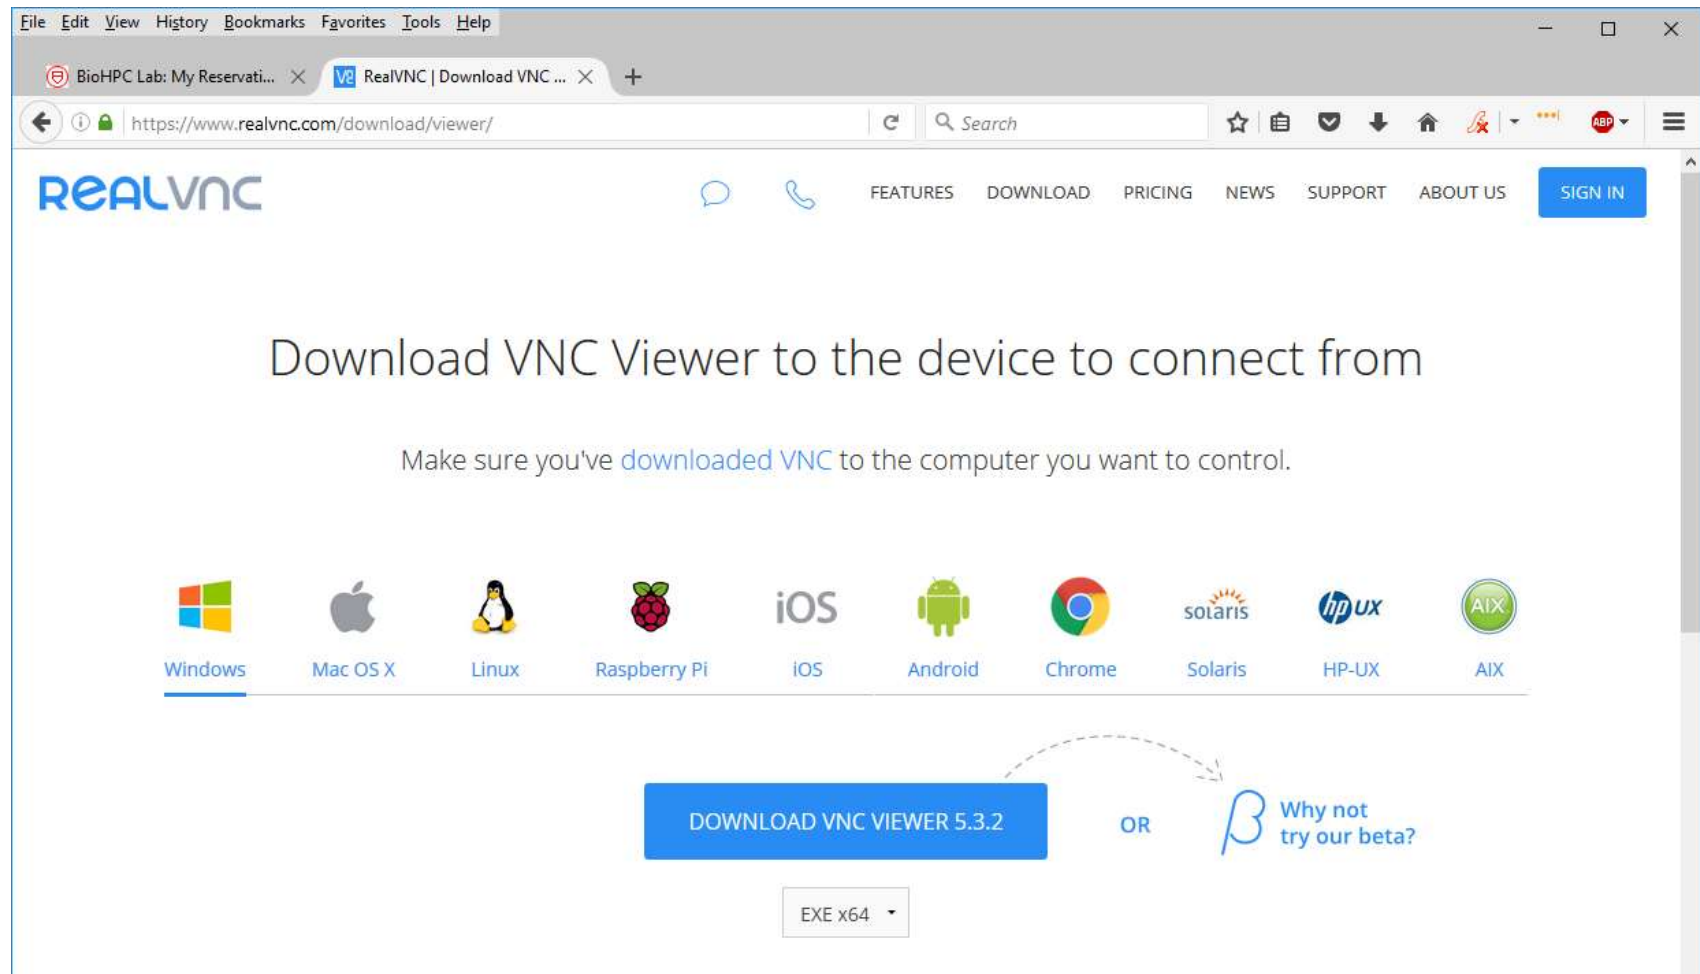 File Edit View History Bookmarks Favorites Tools Help
BioHPC Lab: My Reservati... RealVNC | Download VNC ...
https://www.realvnc.com/download/viewer/ Search ABP
REALVNC FEATURES DOWNLOAD PRICING NEWS SUPPORT ABOUT US SIGN IN
Download VNC Viewer to the device to connect from
Make sure you've downloaded VNC to the computer you want to control.
iOS solaris hp UX AIX
Windows Mac OS X Linux Raspberry Pi iOS Android Chrome Solaris HP-UX AIX
DOWNLOAD VNC VIEWER 5.3.2 OR β Why not
try our beta?
EXE x64